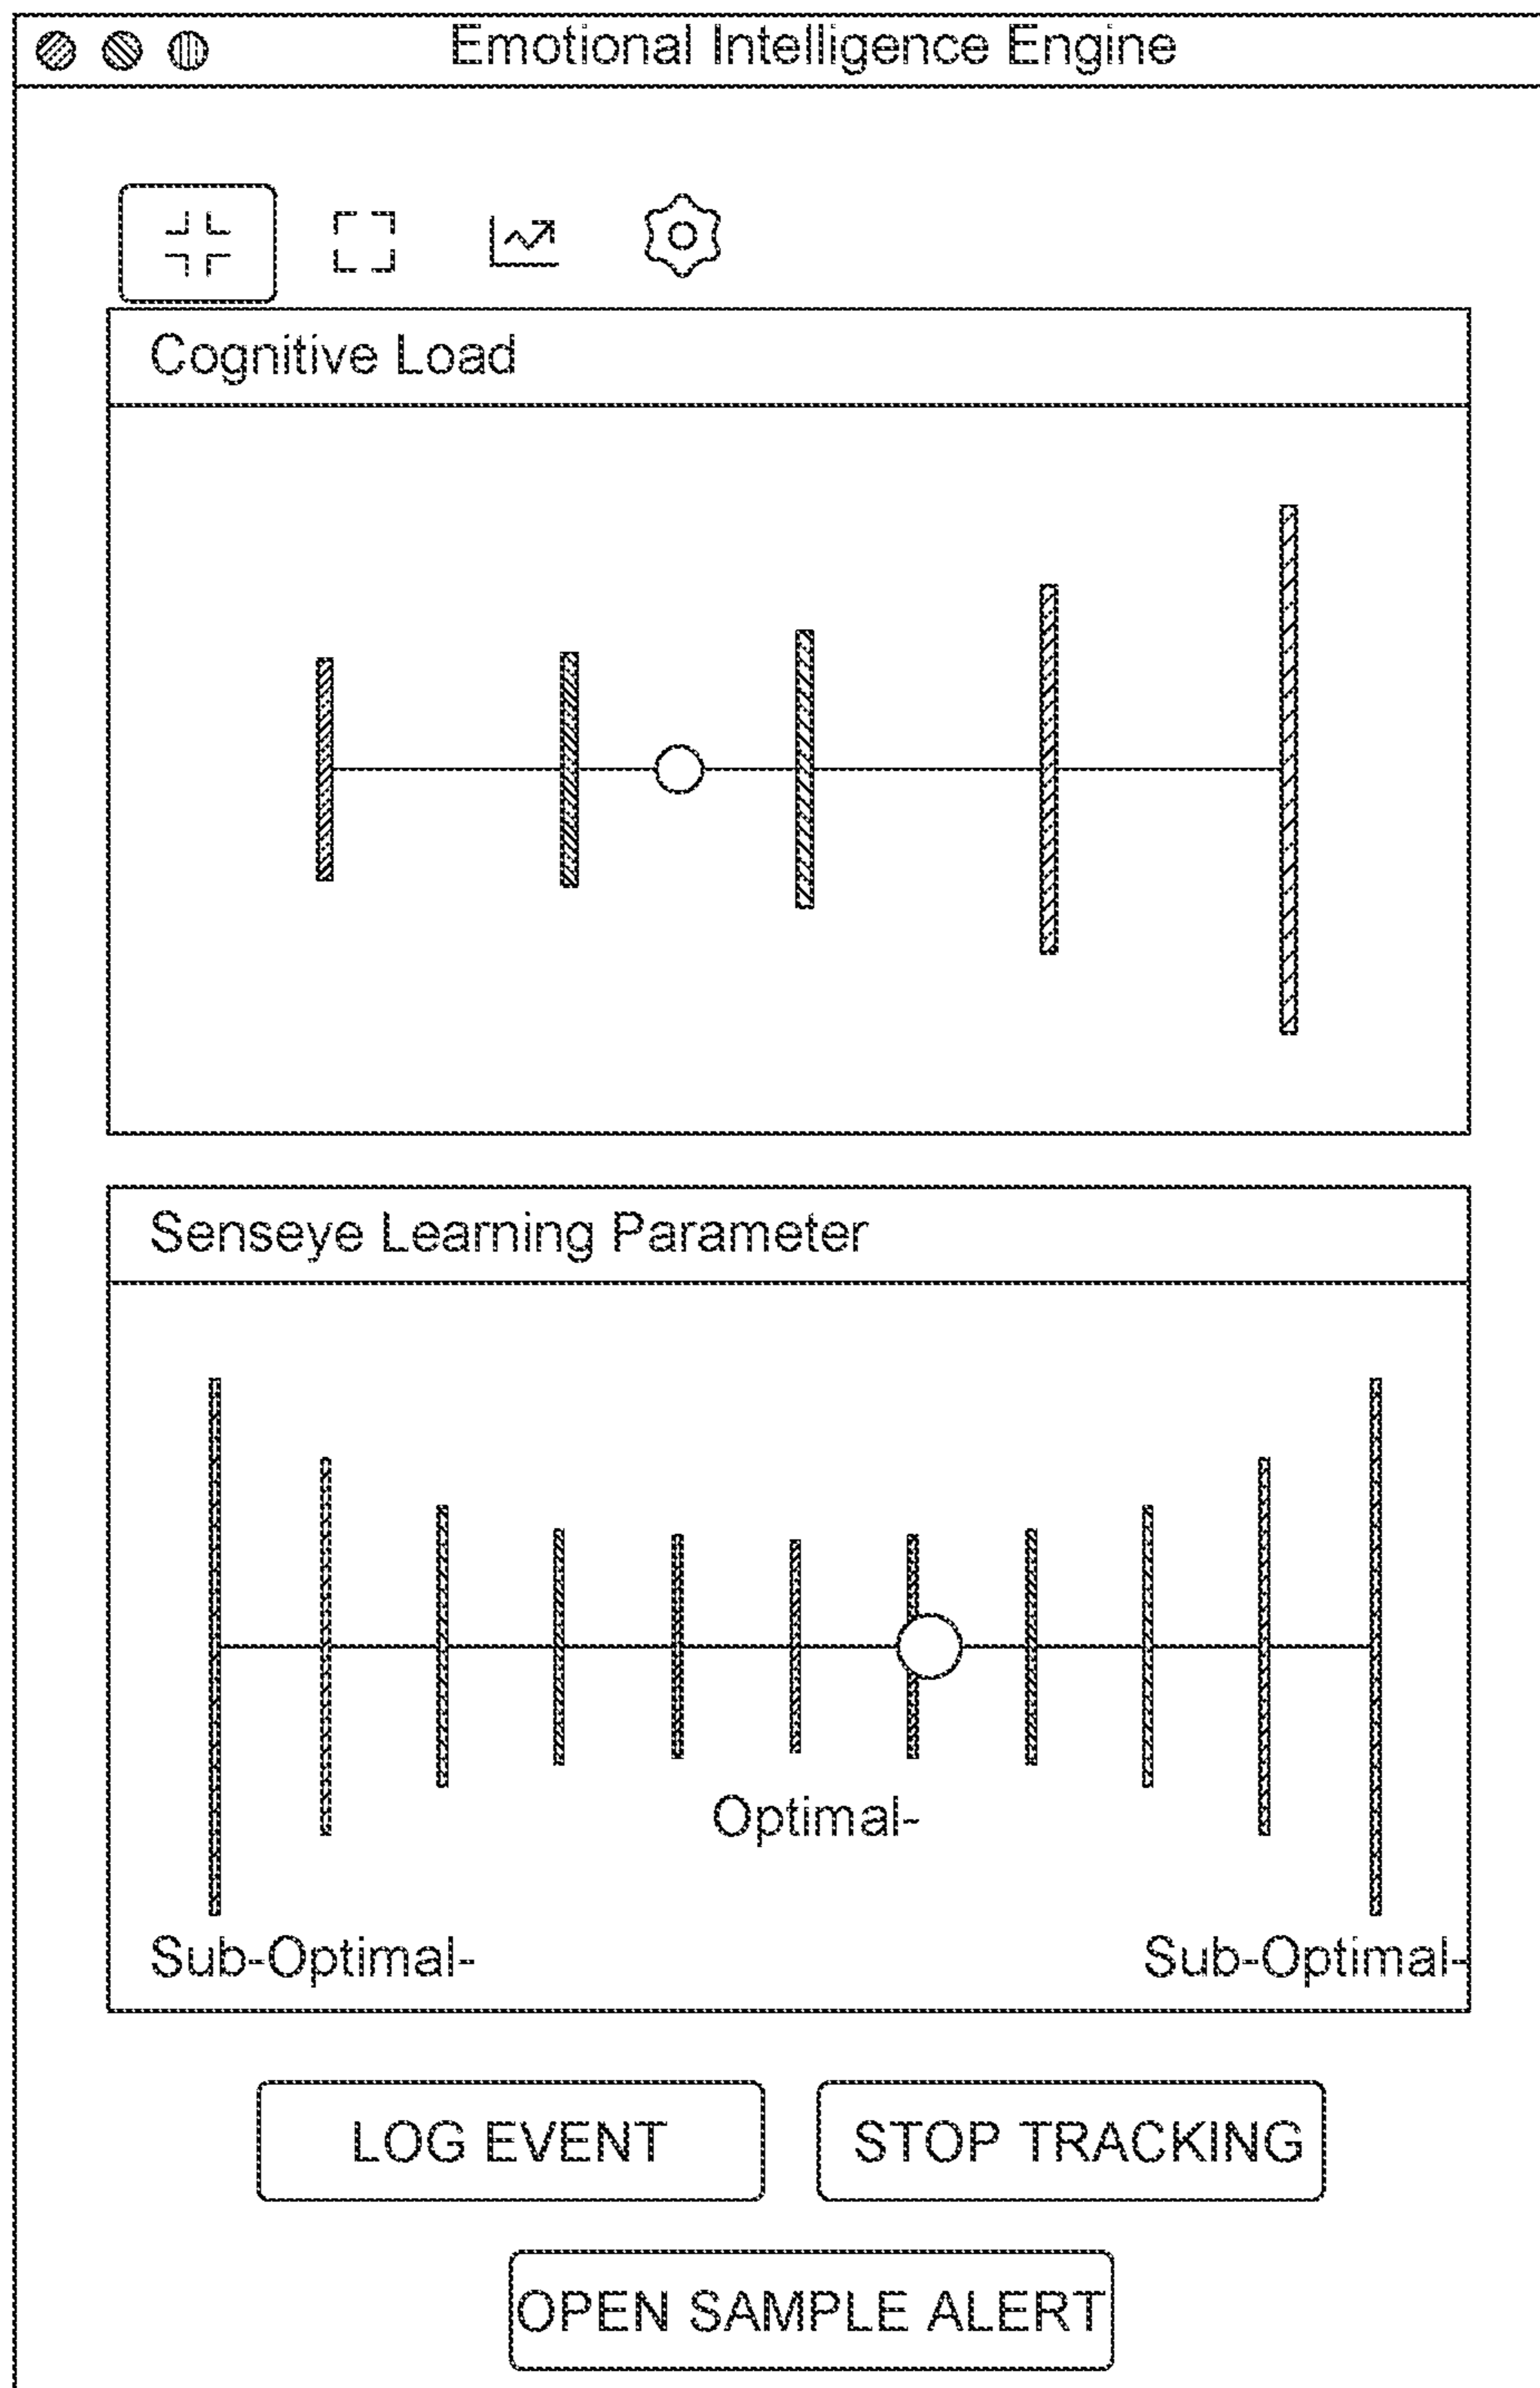 Emotional Intelligence Engine
Cognitive Load
Senseye Learning Parameter
Optimal-
Sub-Optimal- Sub-Optimal-
LOG EVENT STOP TRACKING
OPEN SAMPLE ALERT